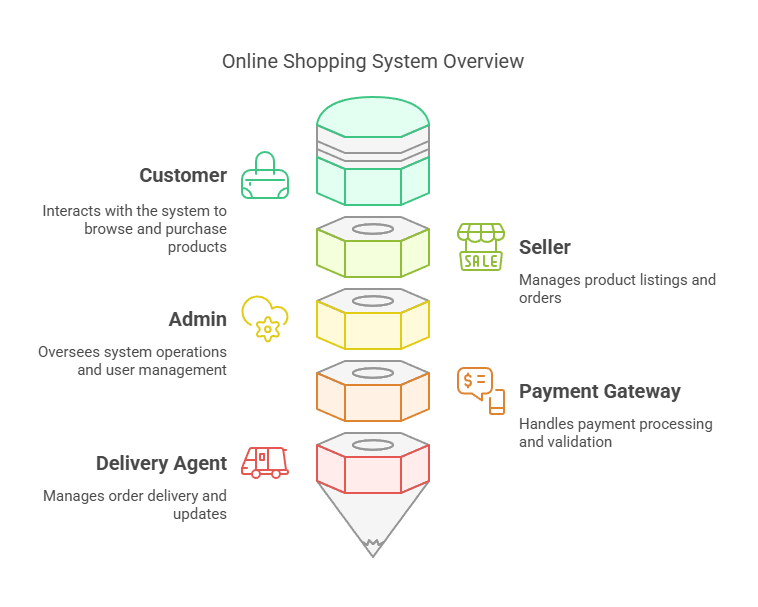 Online Shopping System Overview
Customer
Interacts with the system to
browse and purchase
products
SALE
Seller
Manages product listings and
orders
Admin
Oversees system operations
and user management
$
Payment Gateway
Handles payment processing
and validation
Delivery Agent
Manages order delivery and
updates